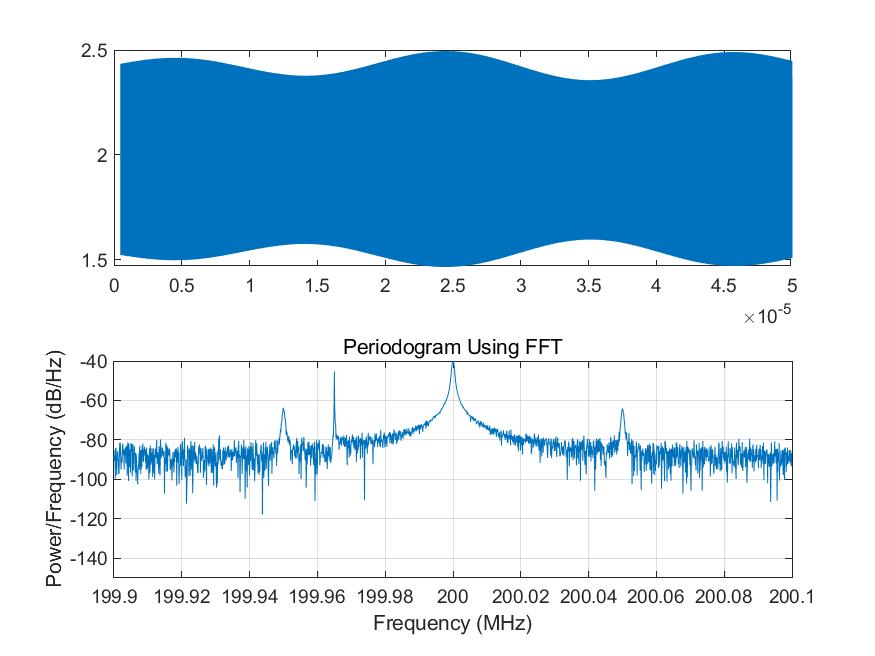 2.5
2
1.5
0 0.5 1 1.5 2 2.5 3 3.5 4 4.5 5
×10-5
Periodogram Using FFT
Power/Frequency (dB/Hz)
-40
-60
-80
-100
-120
-140
199.9 199.92 199.94 199.96 199.98 200 200.02 200.04 200.06 200.08 200.1
Frequency (MHz)